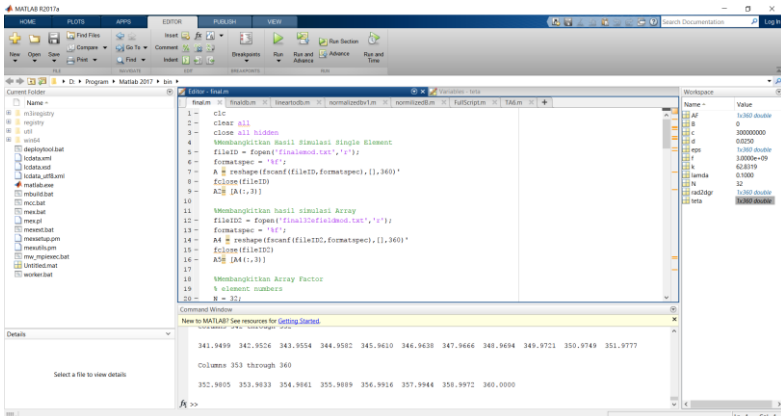 MATLAB R2017a
HOME PLOTS APPS EDITOR PUBLISH VIEW
Search Documentation Log In
New Open Save Find Files Compare Print Go To Find Insert Comment Indent Breakpoints Run Run and Advance Run Section Advance Run and Time
FILE NAVIGATE EDIT BREAKPOINTS RUN
D: Program Matlab 2017 bin
Current Folder
Name
m3iregistry
registry
util
win64
deploytool.bat
lcdata.xml
lcdata.xsd
lcdata_utf8.xml
matlab.exe
mbuild.bat
mcc.bat
mex.bat
mex.pl
mexext.bat
mexsetup.pm
mexutils.pm
mw_mpiexec.bat
Untitled.mat
worker.bat
Details
Select a file to view details
Editor - final.m
Variables - teta
final.m finaldb.m lineartodb.m normalizedbv1.m normilizedB.m FullScript.m TA6.m
1 - clc
2 - clear all
3 - close all hidden
4 %Membangkitkan Hasil Simulasi Single Element
5 - fileID = fopen('finalemod.txt','r');
6 - formatspec = '%f';
7 - A = reshape(fscanf(fileID,formatspec),[],360)'
8 - fclose(fileID)
9 - A2= [A(:,3)]
10
11 %Membangkitkan hasil simulasi Array
12 - fileID2 = fopen('final32efieldmod.txt','r');
13 - formatspec = '%f';
14 - A4 = reshape(fscanf(fileID2,formatspec),[],360)'
15 - fclose(fileID2)
16 - A5= [A4(:,3)]
17
18 %Membangkitkan Array Factor
19 % element numbers
20 - N = 32;
Command Window
New to MATLAB? See resources for Getting Started.
Columns 342 through 352
341.9499 342.9526 343.9554 344.9582 345.9610 346.9638 347.9666 348.9694 349.9721 350.9749 351.9777
Columns 353 through 360
352.9805 353.9833 354.9861 355.9889 356.9916 357.9944 358.9972 360.0000
fx >>
Workspace
Name Value
AF 1x360 double
B 0
c 300000000
d 0.0250
eps 1x360 double
f 3.0000e+09
k 62.8319
lamda 0.1000
N 32
rad2dgr 1x360 double
teta 1x360 double